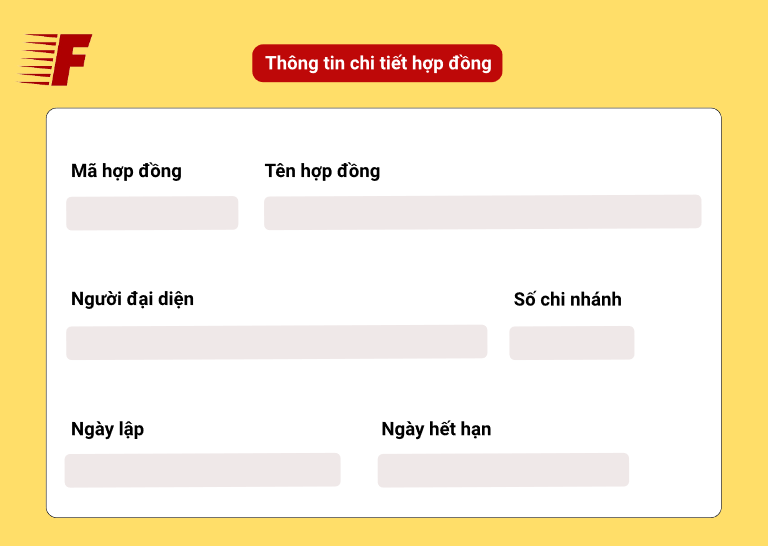 F
Thông tin chi tiết hợp đồng
Mã hợp đồng
Tên hợp đồng
Người đại diện
Số chi nhánh
Ngày lập
Ngày hết hạn